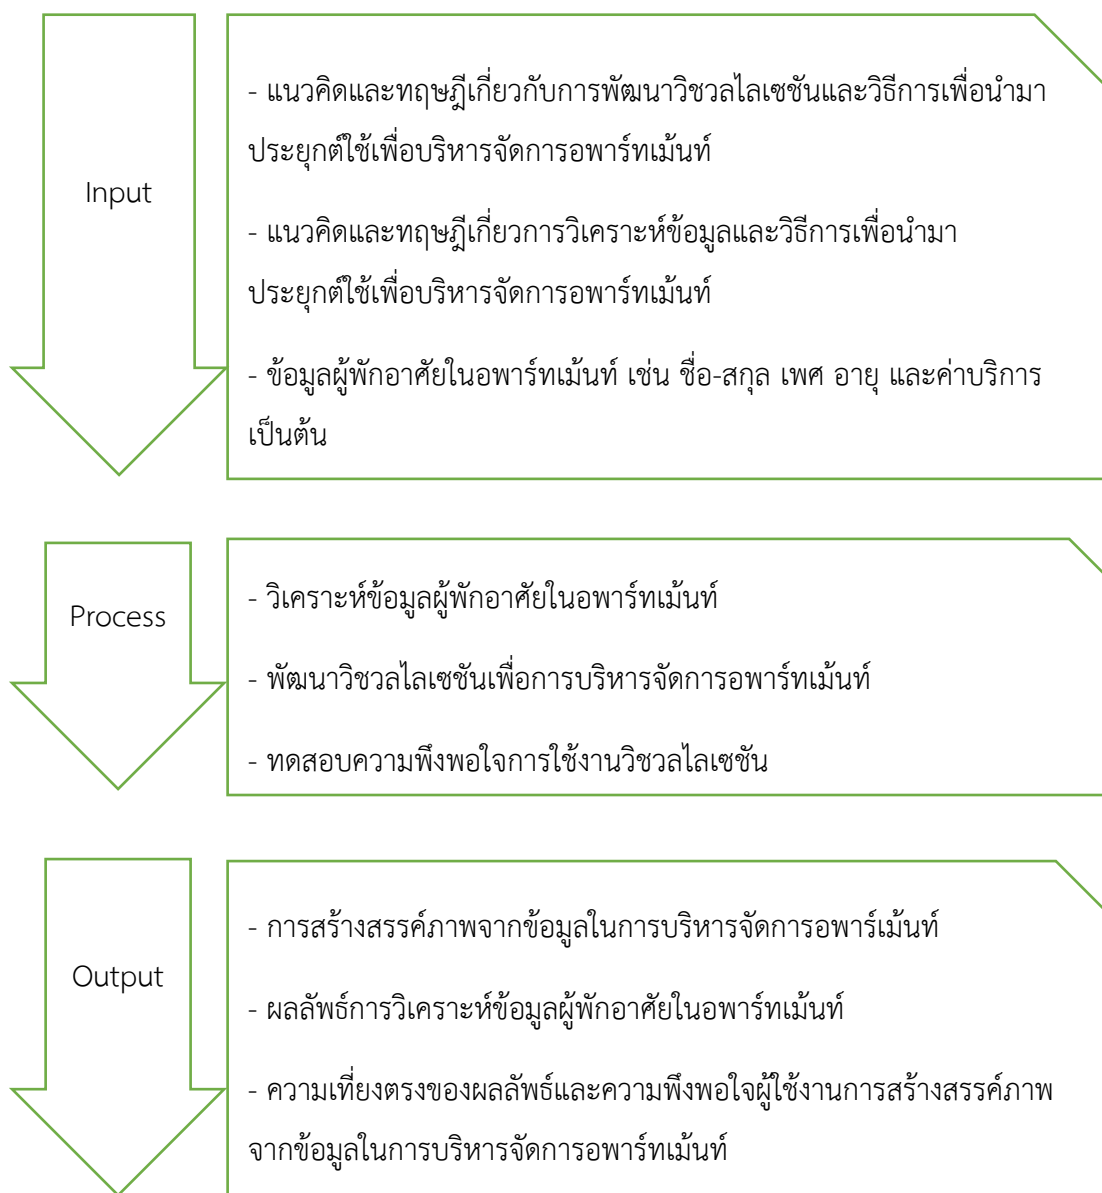 Input
- แนวคิดและทฤษฎีเกี่ยวกับการพัฒนาวิชวลไลเซชันและวิธีการเพื่อนำมา
ประยุกต์ใช้เพื่อบริหารจัดการอพาร์ทเม้นท์
- แนวคิดและทฤษฎีเกี่ยวการวิเคราะห์ข้อมูลและวิธีการเพื่อนำมา
ประยุกต์ใช้เพื่อบริหารจัดการอพาร์ทเม้นท์
- ข้อมูลผู้พักอาศัยในอพาร์ทเม้นท์ เช่น ชื่อ-สกุล เพศ อายุ และค่าบริการ
เป็นต้น
Process
- วิเคราะห์ข้อมูลผู้พักอาศัยในอพาร์ทเม้นท์
- พัฒนาวิชวลไลเซชันเพื่อการบริหารจัดการอพาร์ทเม้นท์
- ทดสอบความพึงพอใจการใช้งานวิชวลไลเซชัน
Output
- การสร้างสรรค์ภาพจากข้อมูลในการบริหารจัดการอพาร์เม้นท์
- ผลลัพธ์การวิเคราะห์ข้อมูลผู้พักอาศัยในอพาร์ทเม้นท์
- ความเที่ยงตรงของผลลัพธ์และความพึงพอใจผู้ใช้งานการสร้างสรรค์ภาพ
จากข้อมูลในการบริหารจัดการอพาร์ทเม้นท์